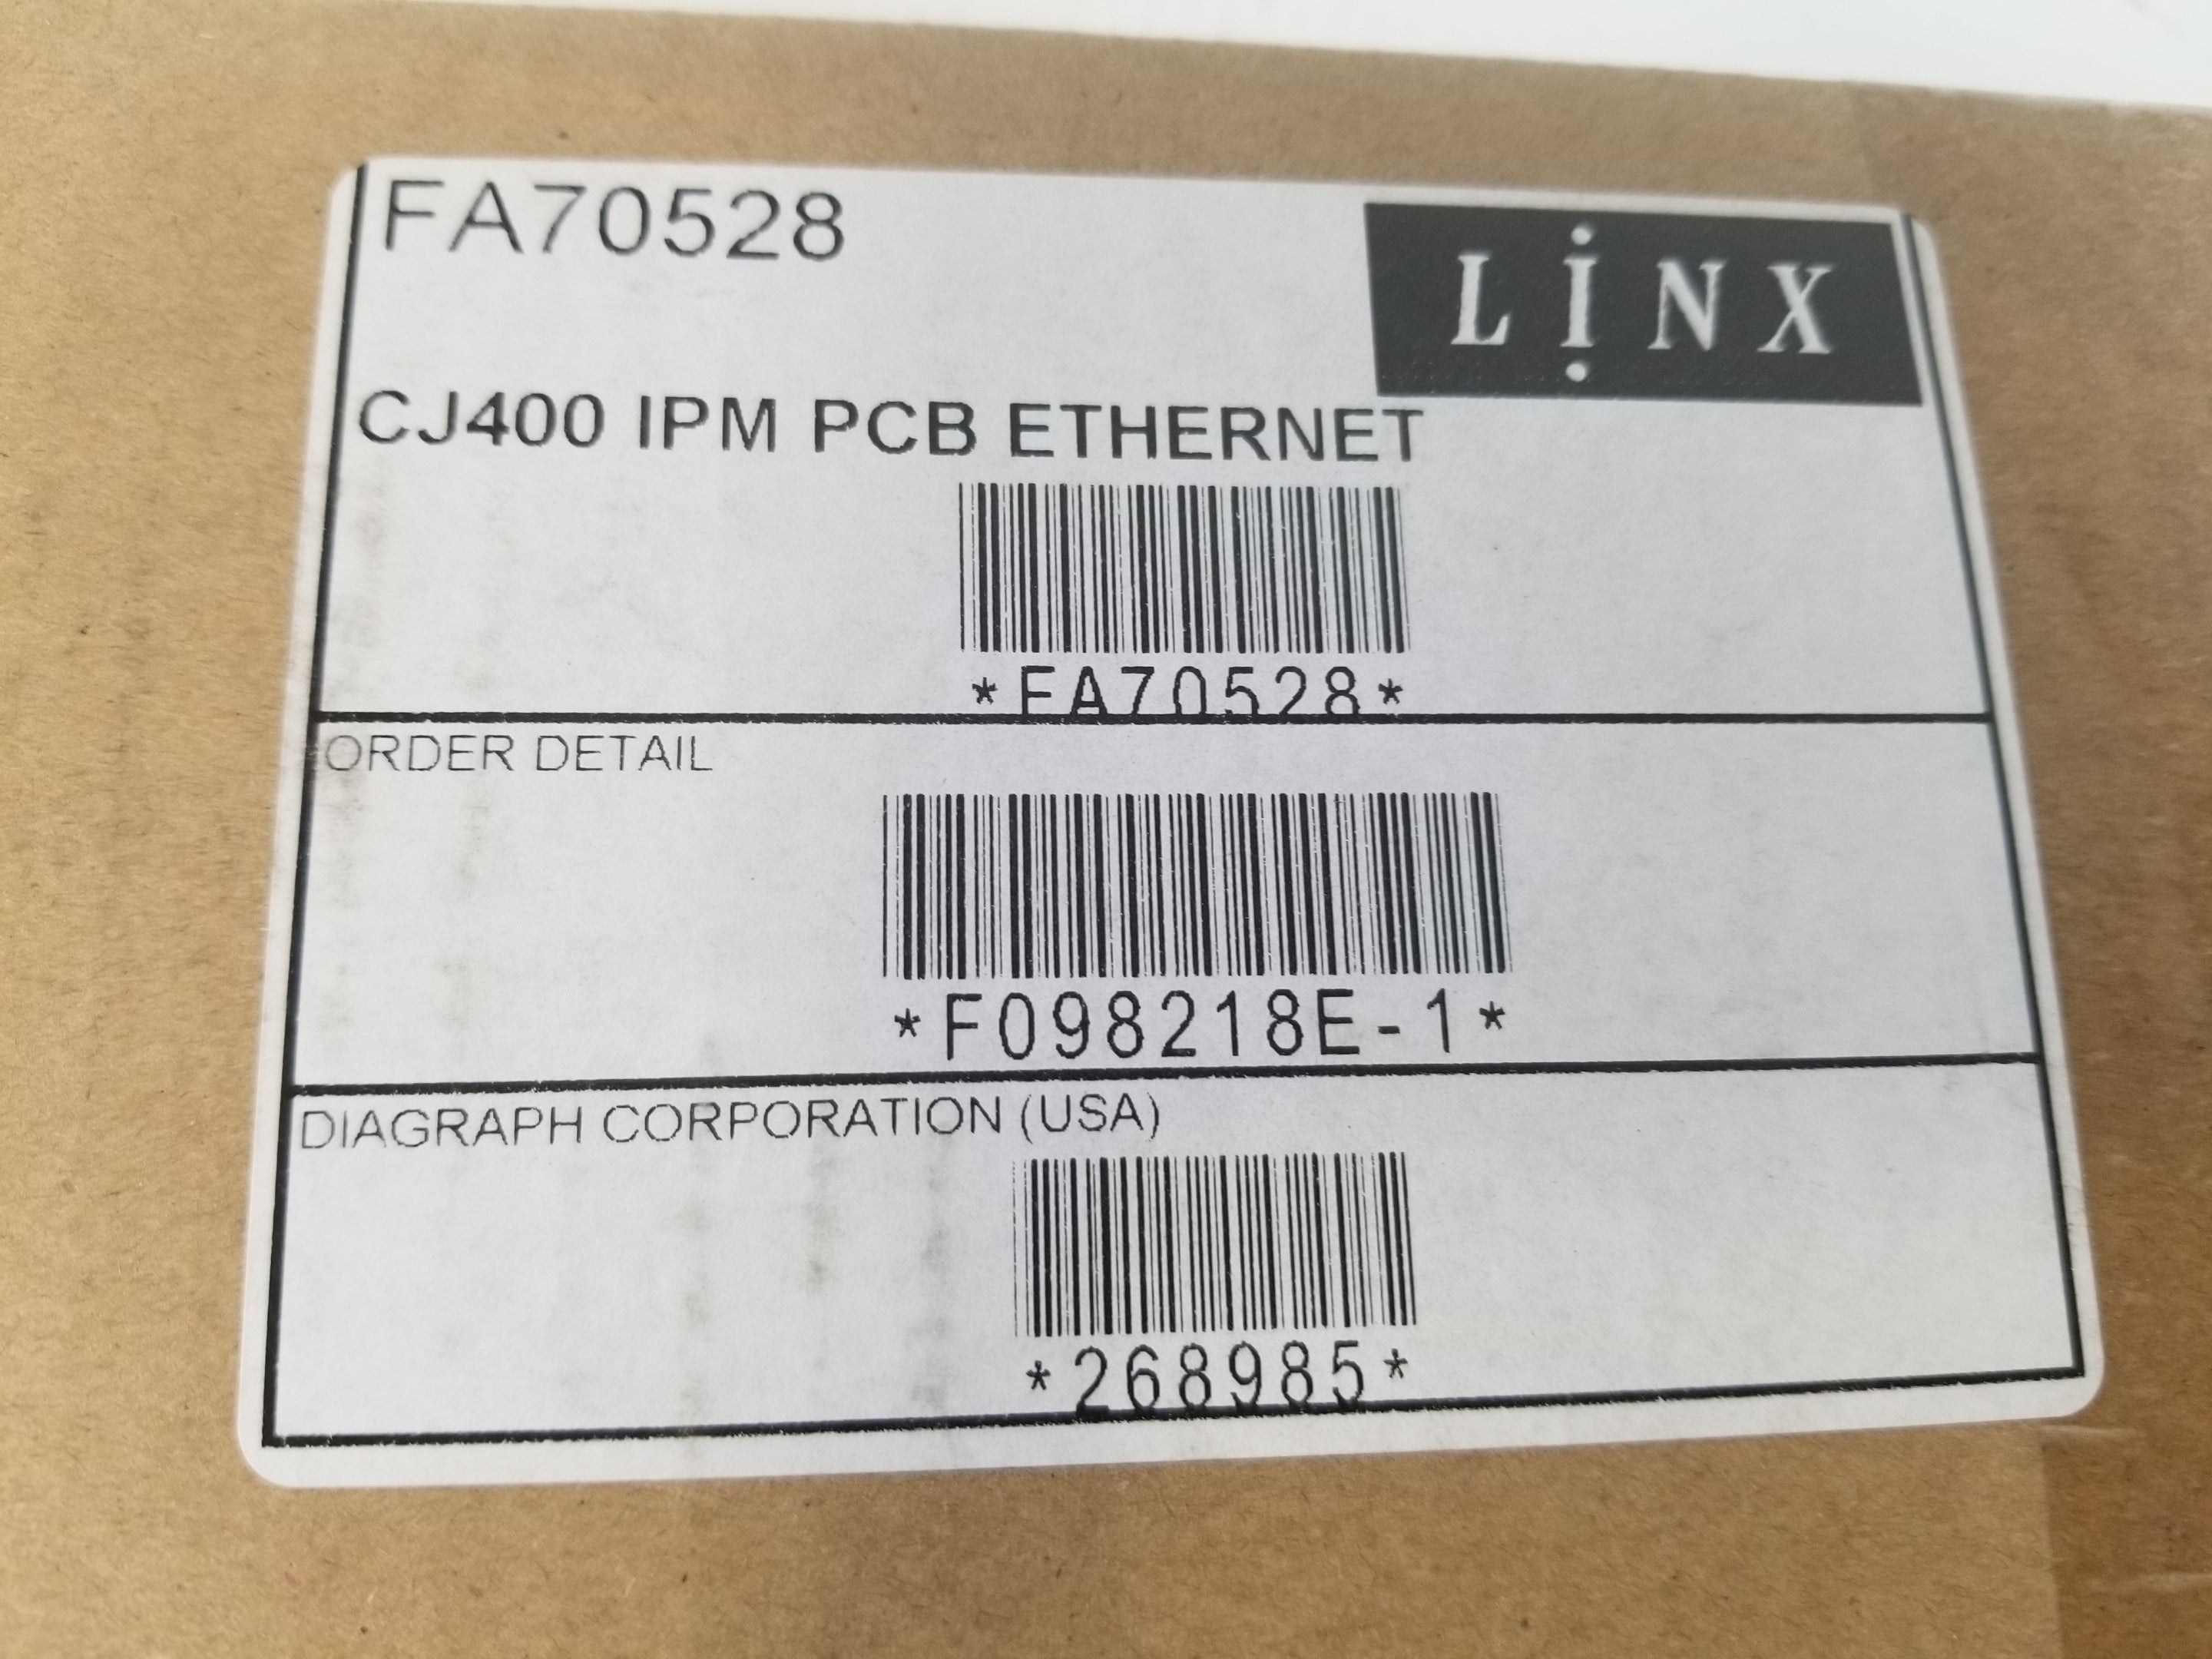 FA70528
LINX
CJ400 IPM PCB ETHERNET
*FA70528*
ORDER DETAIL
*F098218E-1*
DIAGRAPH CORPORATION (USA)
*268985*